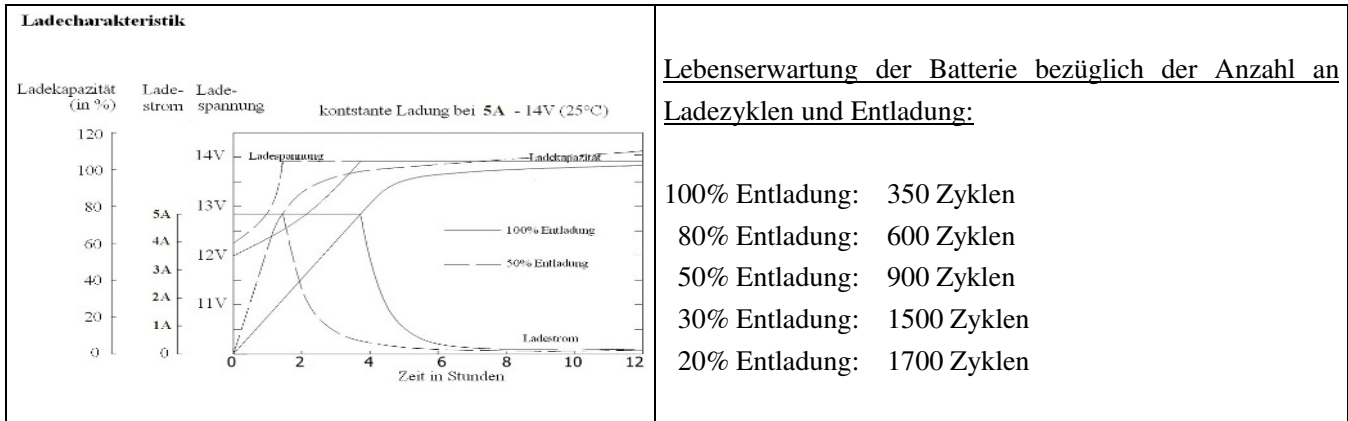 Ladecharakteristik
Ladekapazität Lade- Lade-
(in %) strom spannung
kontstante Ladung bei 5A - 14V (25°C)
120
100
80
60
40
20
0
5A
4A
3A
2A
1A
0
14V
13V
12V
11V
Ladespannung
Ladekapazität
100% Entladung
50% Entladung
Ladestrom
0 2 4 6 8 10 12
Zeit in Stunden
Lebenserwartung der Batterie bezüglich der Anzahl an
Ladezyklen und Entladung:
100% Entladung: 350 Zyklen
80% Entladung: 600 Zyklen
50% Entladung: 900 Zyklen
30% Entladung: 1500 Zyklen
20% Entladung: 1700 Zyklen